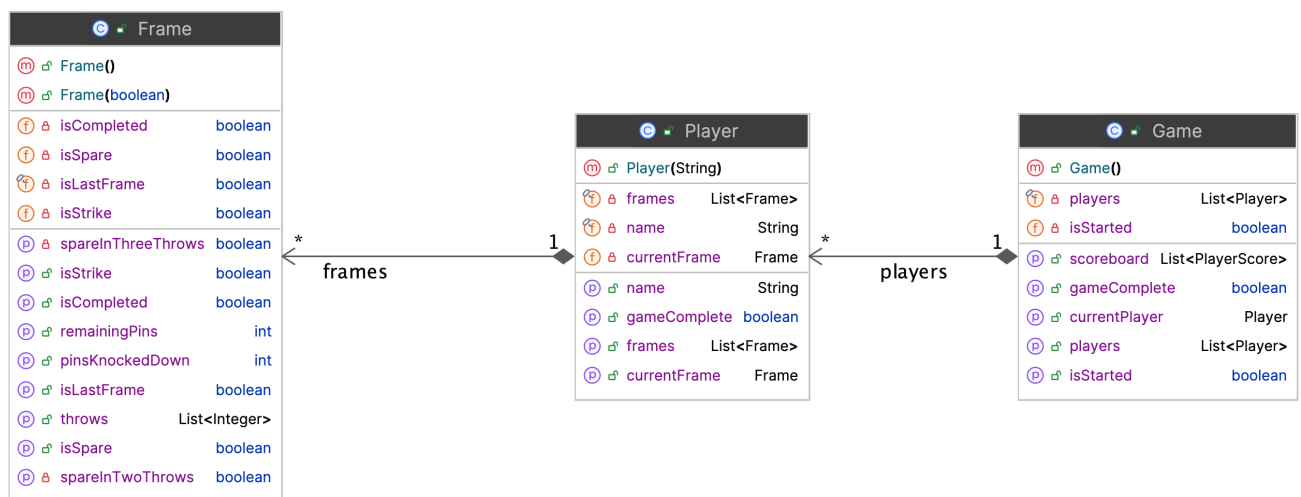 Frame
Frame()
Frame(boolean)
isCompleted boolean
isSpare boolean
isLastFrame boolean
isStrike boolean
spareInThreeThrows boolean
isStrike boolean
isCompleted boolean
remainingPins int
pinsKnockedDown int
isLastFrame boolean
throws List<Integer>
isSpare boolean
spareInTwoThrows boolean
* 1
frames
Player
Player(String)
frames List<Frame>
name String
currentFrame Frame
name String
gameComplete boolean
frames List<Frame>
currentFrame Frame
* 1
players
Game
Game()
players List<Player>
isStarted boolean
scoreboard List<PlayerScore>
gameComplete boolean
currentPlayer Player
players List<Player>
isStarted boolean